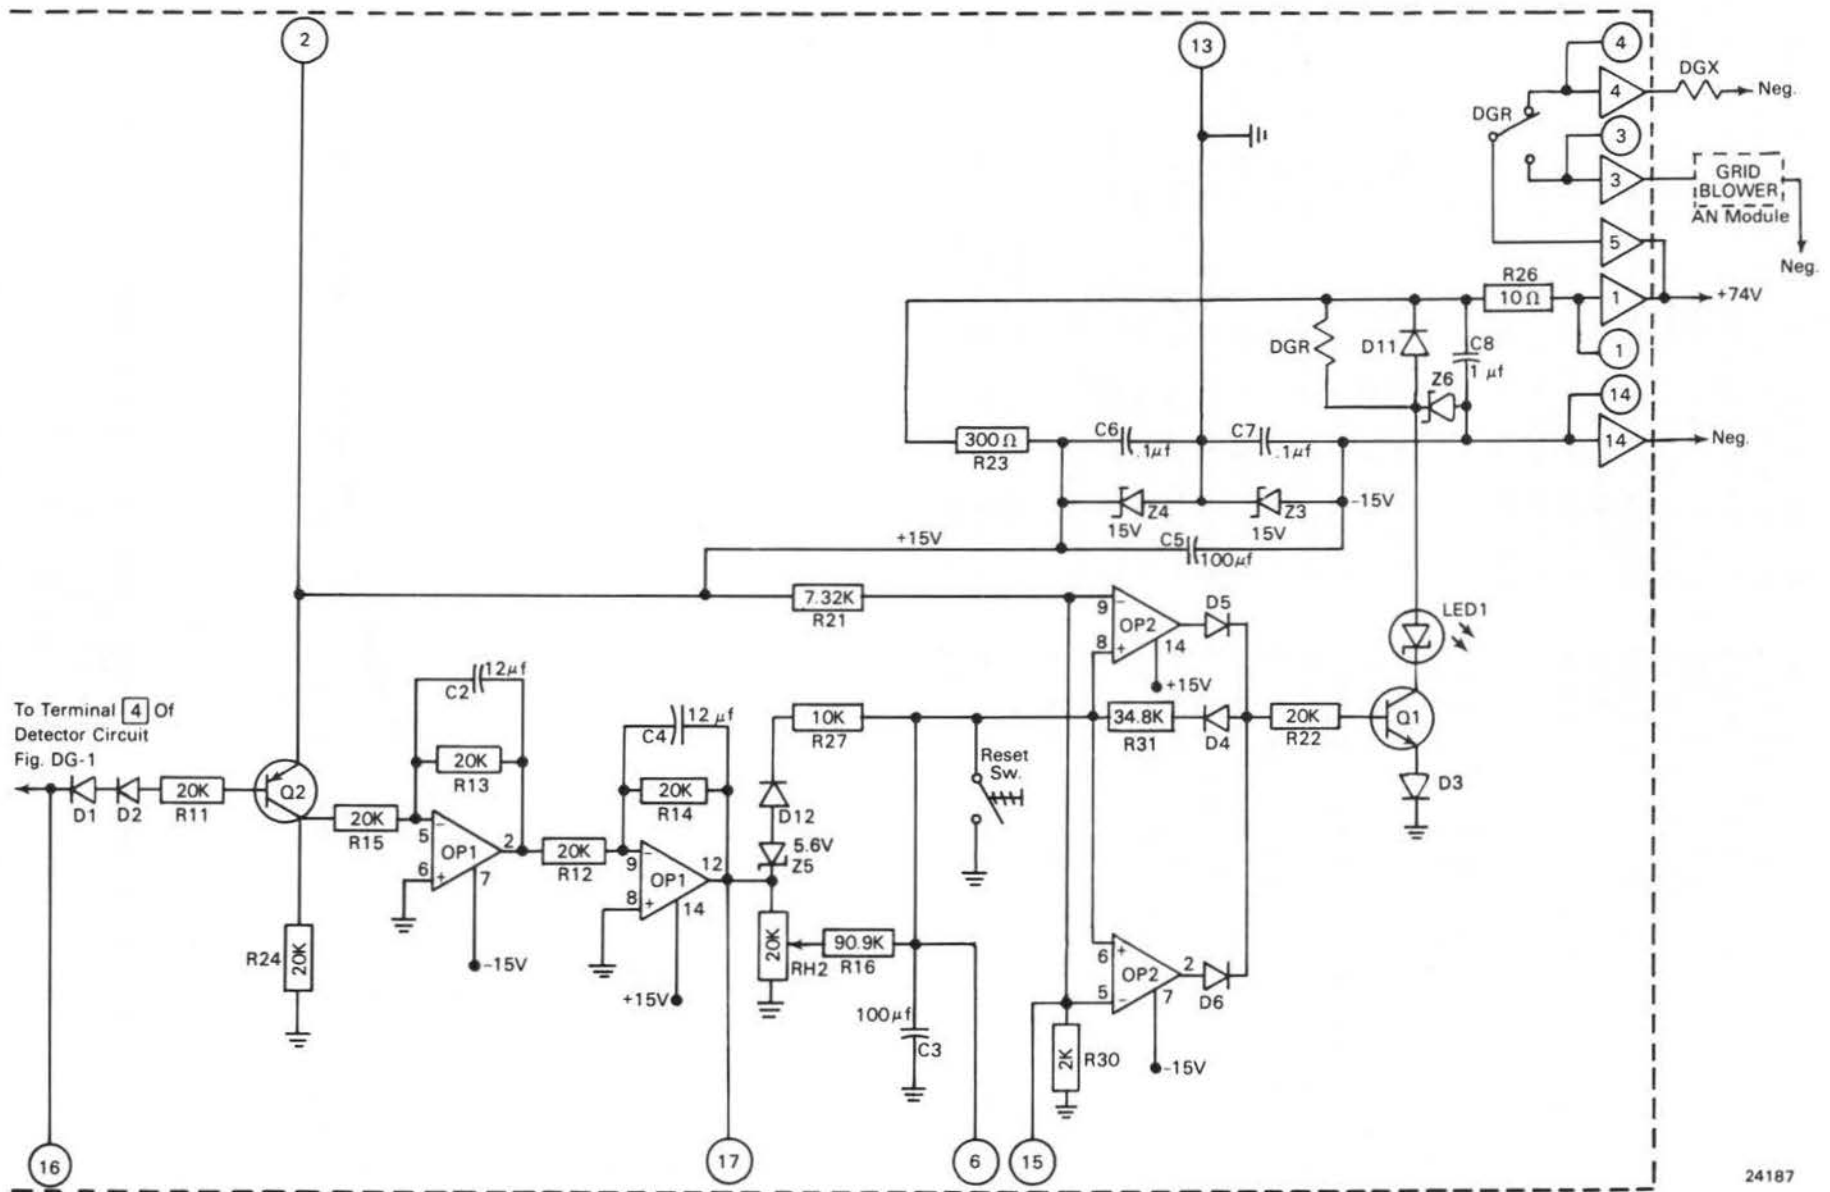 2
13
4
DGX
4
Neg.
DGR
3
3
GRID
BLOWER
AN Module
5
Neg.
R26
10Ω
1
+74V
DGR
D11
C8
1 μf
1
Z6
14
300Ω
R23
C6
.1μf
C7
.1μf
14
Neg.
Z4
15V
Z3
15V
-15V
+15V
C5
100μf
7.32K
R21
9
-
OP2
8
+
14
D5
+15V
LED1
C2
12μf
To Terminal 4 Of
Detector Circuit
Fig. DG-1
C4
12 μf
10K
R27
34.8K
R31
D4
20K
R22
Q1
Reset
Sw.
20K
R13
D1
D2
20K
R11
Q2
20K
R14
D12
D3
20K
R15
5
-
OP1
6
+
2
7
20K
R12
9
-
OP1
8
+
12
14
5.6V
Z5
R24
20K
-15V
20K
RH2
90.9K
R16
6
+
OP2
5
-
2
7
D6
+15V
100μf
C3
2K
R30
-15V
16
17
6
15
24187